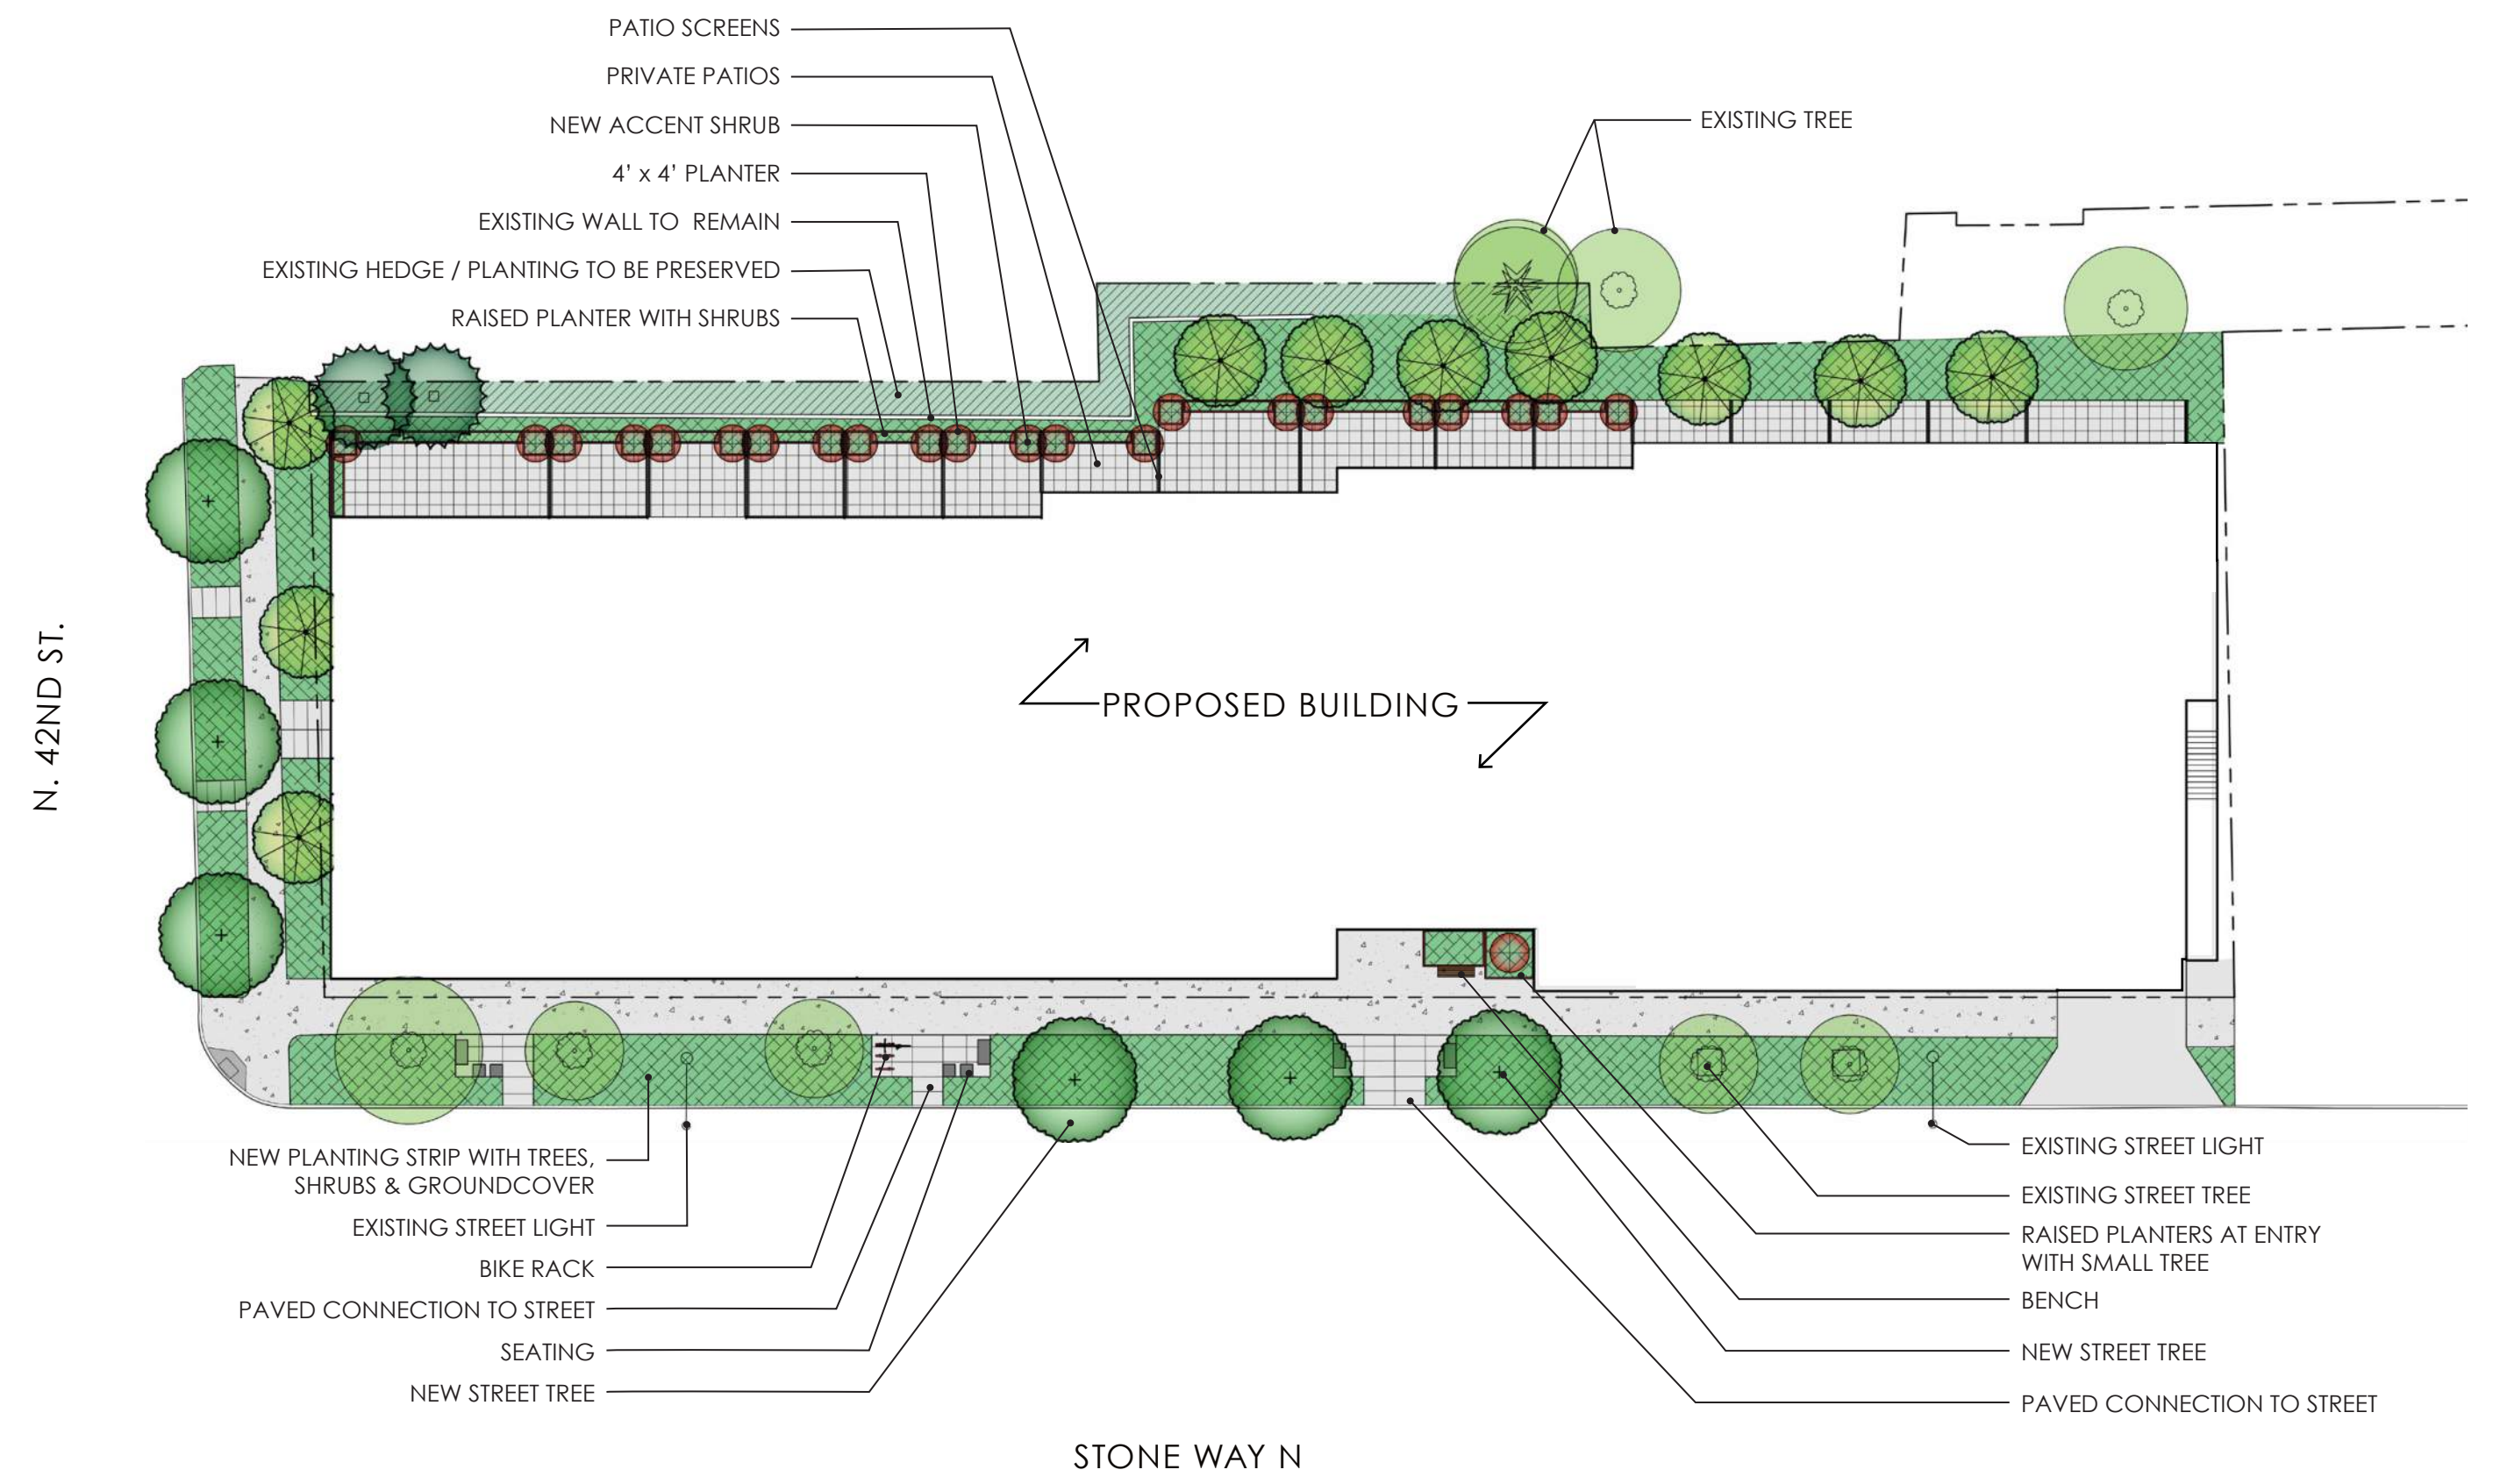 PATIO SCREENS
PRIVATE PATIOS
NEW ACCENT SHRUB
4’ x 4’ PLANTER
EXISTING WALL TO REMAIN
EXISTING HEDGE / PLANTING TO BE PRESERVED
RAISED PLANTER WITH SHRUBS
EXISTING TREE
N. 42ND ST.
PROPOSED BUILDING
NEW PLANTING STRIP WITH TREES,
SHRUBS & GROUNDCOVER
EXISTING STREET LIGHT
BIKE RACK
PAVED CONNECTION TO STREET
SEATING
NEW STREET TREE
EXISTING STREET LIGHT
EXISTING STREET TREE
RAISED PLANTERS AT ENTRY
WITH SMALL TREE
BENCH
NEW STREET TREE
PAVED CONNECTION TO STREET
STONE WAY N